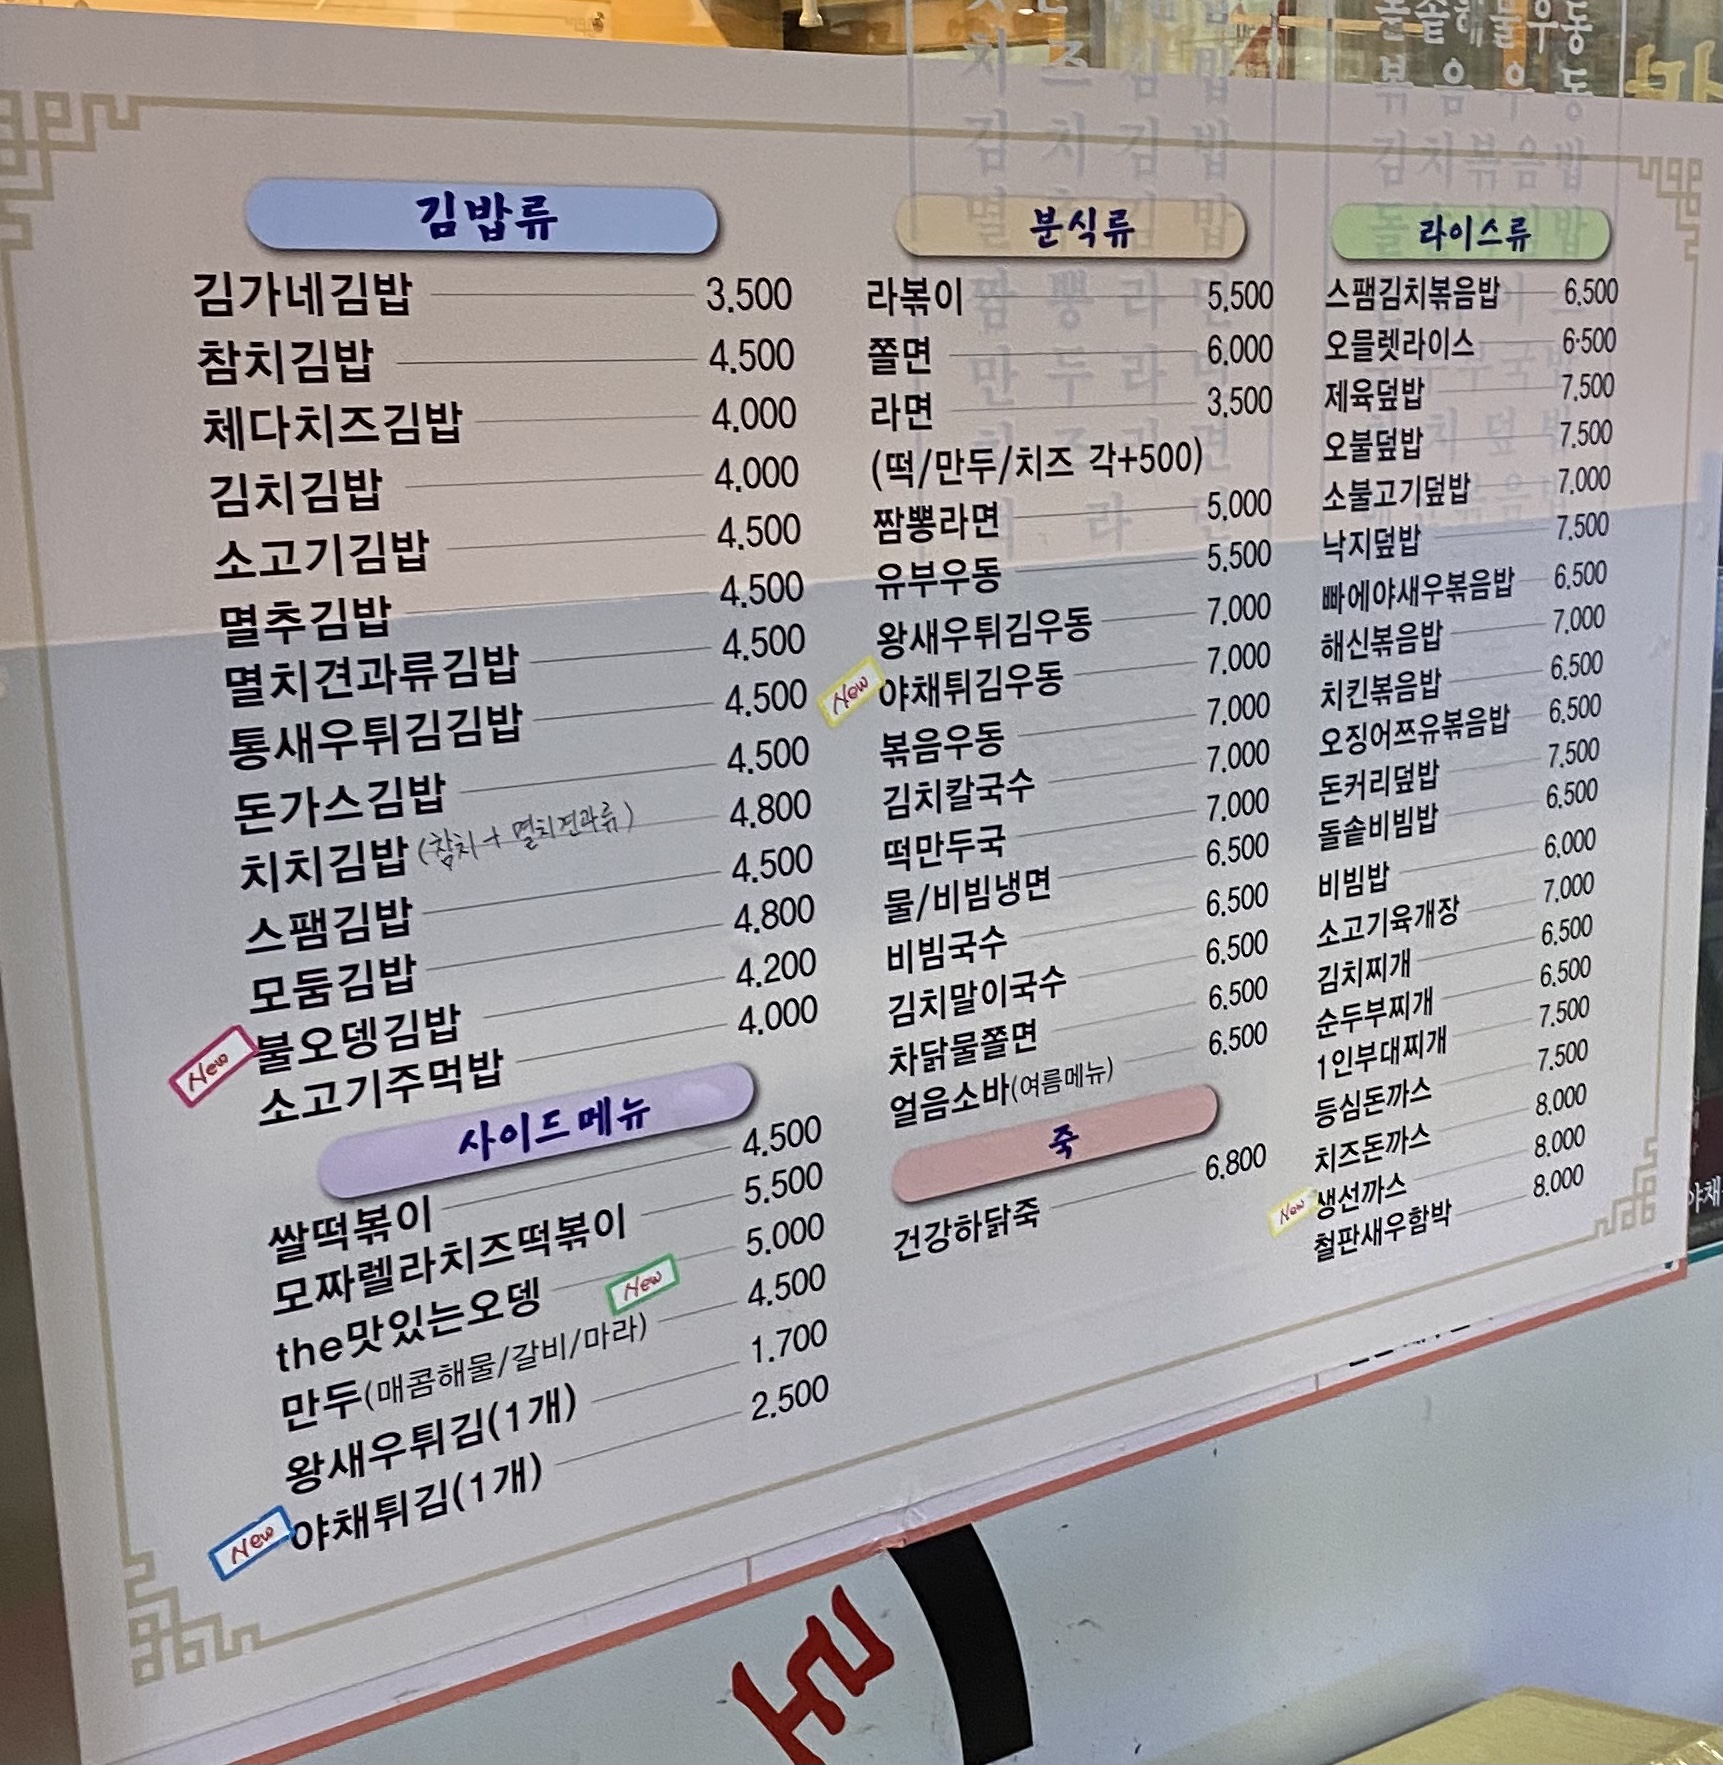 김밥류
김가네김밥 3.500
참치김밥 4.500
체다치즈김밥 4.000
김치김밥 4.000
소고기김밥 4.500
멸추김밥 4.500
멸치견과류김밥 4.500
통새우튀김김밥 4.500
돈가스김밥 4.500
치치김밥 (참치+멸치견과류) 4.800
스팸김밥 4.500
모둠김밥 4.800
New 불오뎅김밥 4.200
소고기주먹밥 4.000
사이드메뉴
쌀떡볶이 4.500
모짜렐라치즈떡볶이 5.500
the맛있는오뎅 5.000
만두(매콤해물/갈비/마라) New 4.500
왕새우튀김(1개) 1.700
New 야채튀김(1개) 2.500
분식류
라볶이 5,500
쫄면 6,000
라면 3,500
(떡/만두/치즈 각+500)
짬뽕라면 5,000
유부우동 5,500
왕새우튀김우동 7,000
New 야채튀김우동 7,000
볶음우동 7,000
김치칼국수 7,000
떡만두국 7,000
물/비빔냉면 6,500
비빔국수 6,500
김치말이국수 6,500
차닭물쫄면 6,500
얼음소바(여름메뉴) 6,500
죽
건강하닭죽 6,800
라이스류
스팸김치볶음밥 6,500
오믈렛라이스 6·500
제육덮밥 7,500
오불덮밥 7,500
소불고기덮밥 7,000
낙지덮밥 7,500
빠에야새우볶음밥 6,500
해신볶음밥 7,000
치킨볶음밥 6,500
오징어쯔유볶음밥 6,500
돈커리덮밥 7,500
돌솥비빔밥 6,500
비빔밥 6,000
소고기육개장 7,000
김치찌개 6,500
순두부찌개 6,500
1인부대찌개 7,500
등심돈까스 7,500
치즈돈까스 8,000
New 생선까스 8,000
철판새우함박 8,000